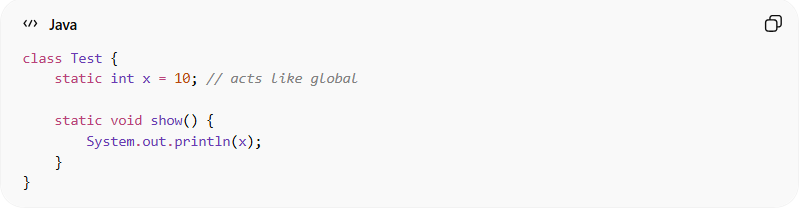 </> Java
class Test {
    static int x = 10; // acts like global

    static void show() {
        System.out.println(x);
    }
}